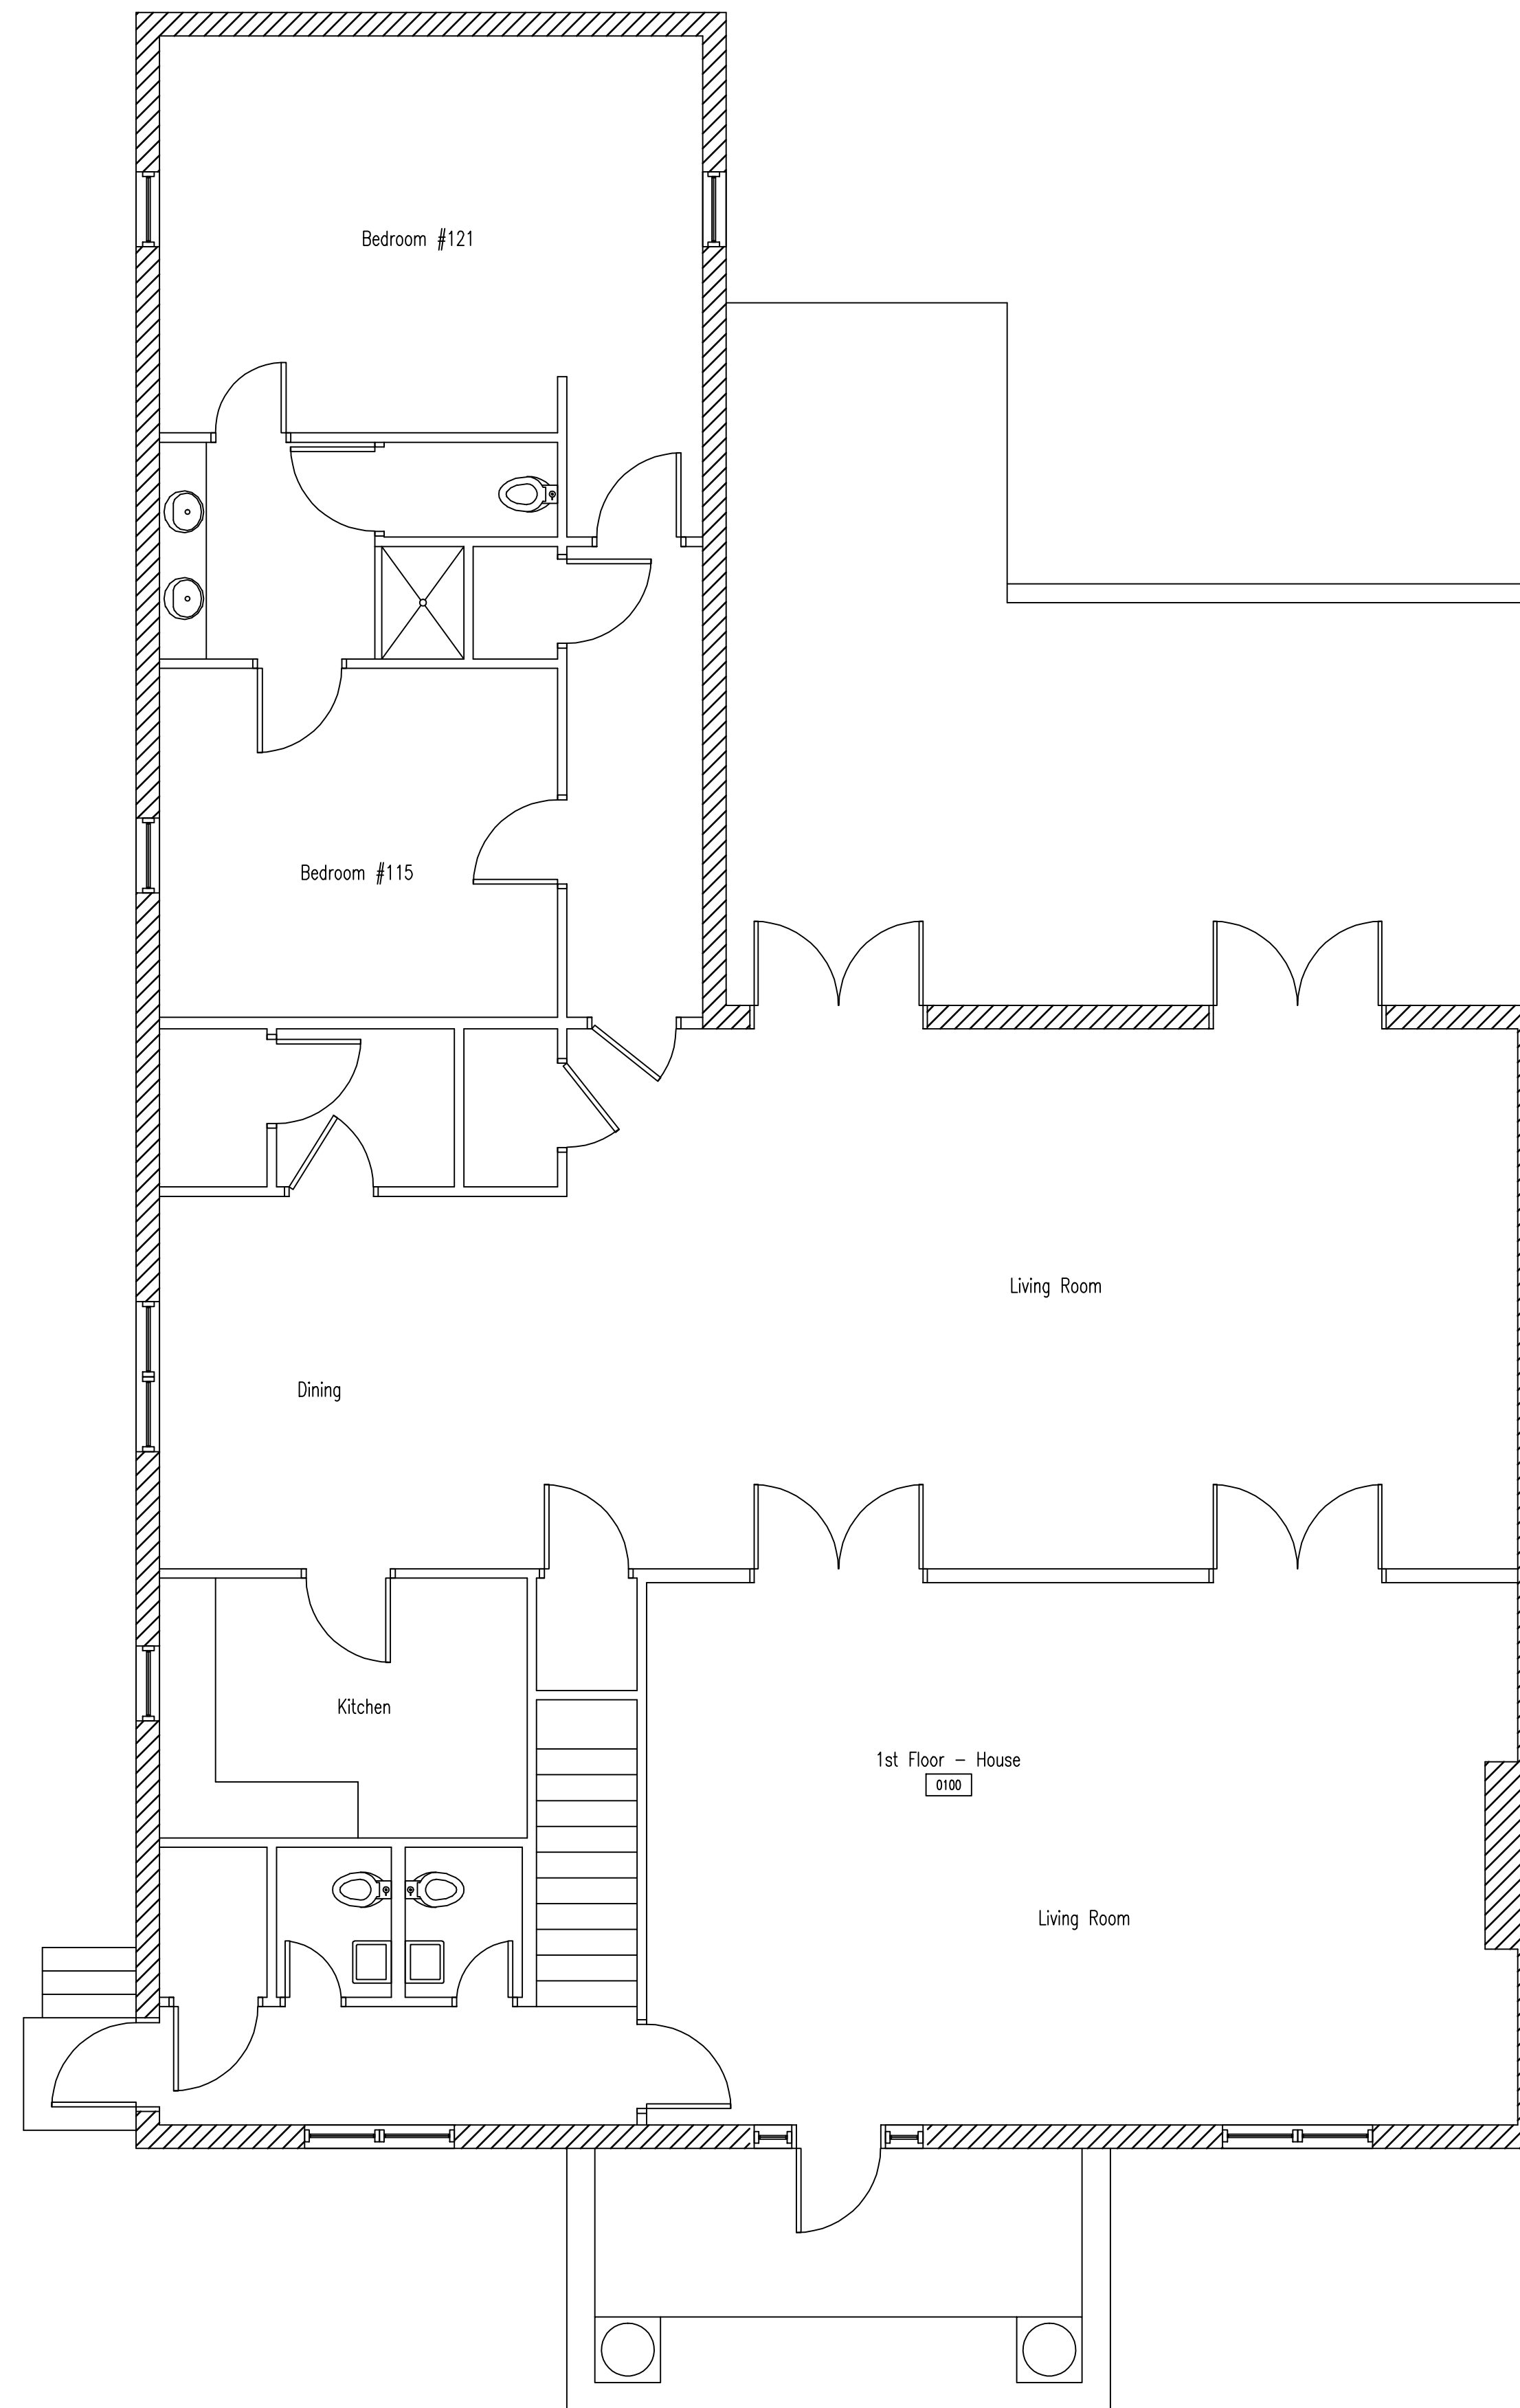 Bedroom #121
Bedroom #115
Living Room
Dining
Kitchen
1st Floor - House
0100
Living Room